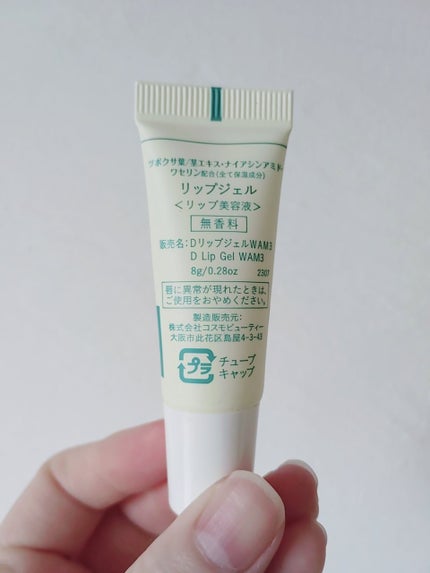 ツボクサ葉/茎エキス・ナイアシンアミド・
ワセリン配合(全て保湿成分)
リップジェル
＜リップ美容液＞
無香料
販売名：DリップジェルWAM3
D Lip Gel WAM3
8g/0.28oz 2307
唇に異常が現れたときは、
ご使用をおやめください。
製造販売元：
株式会社コスモビューティー
大阪市此花区島屋4-3-43
プラ チューブ
キャップ